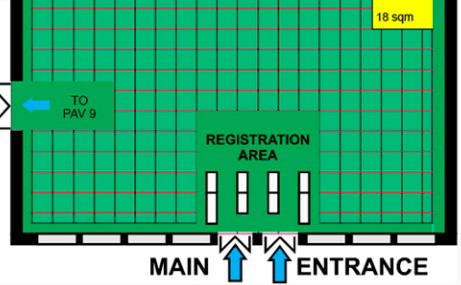 18 sqm
TO
PAV 9
REGISTRATION
AREA
MAIN ENTRANCE